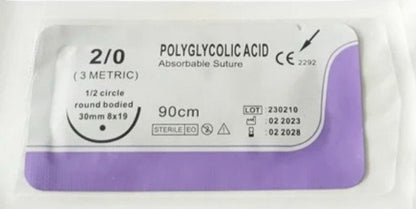 2/0
(3 METRIC)
1/2 circle
round bodied
30mm 8x19
POLYGLYCOLIC ACID
Absorbable Suture
CE 2292
90cm
STERILE EO
LOT 230210
: 02 2023
: 02 2028